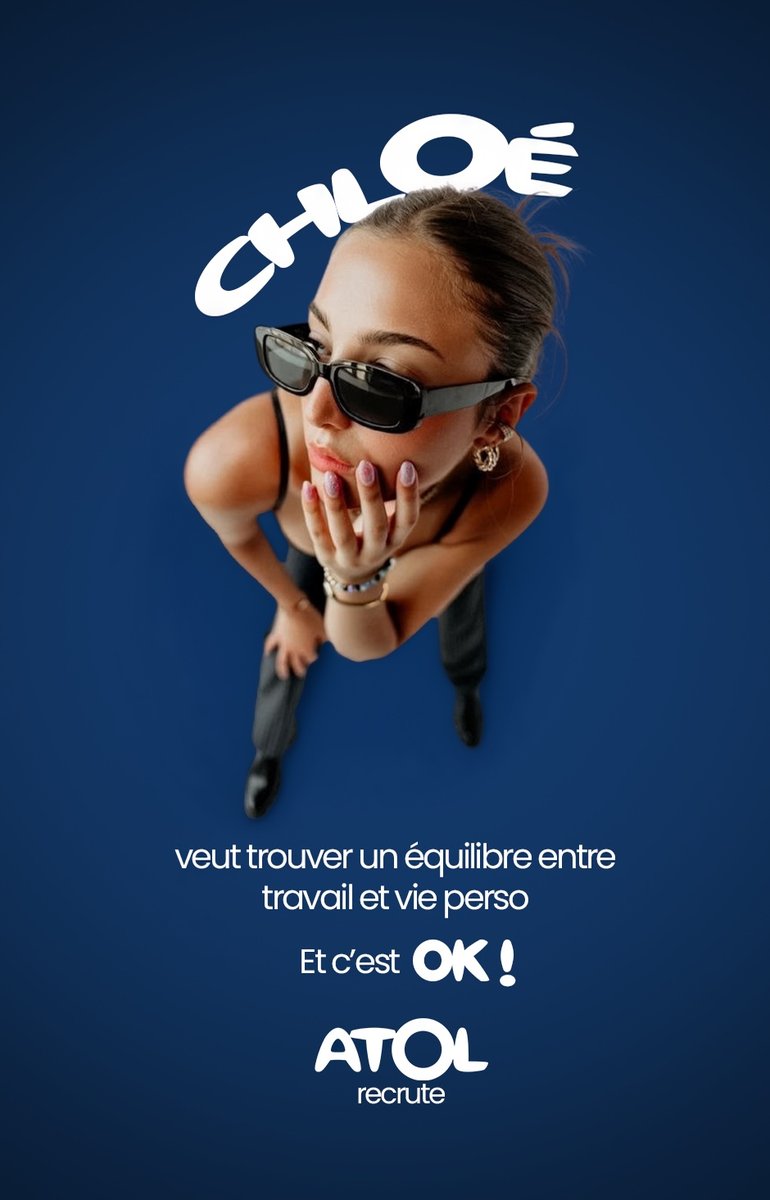 CHLOÉ
veut trouver un équilibre entre
travail et vie perso
Et c’est OK !
ATOL
recrute